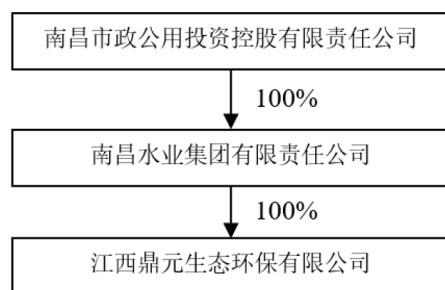 南昌市政公用投资控股有限责任公司
100%
南昌水业集团有限责任公司
100%
江西鼎元生态环保有限公司